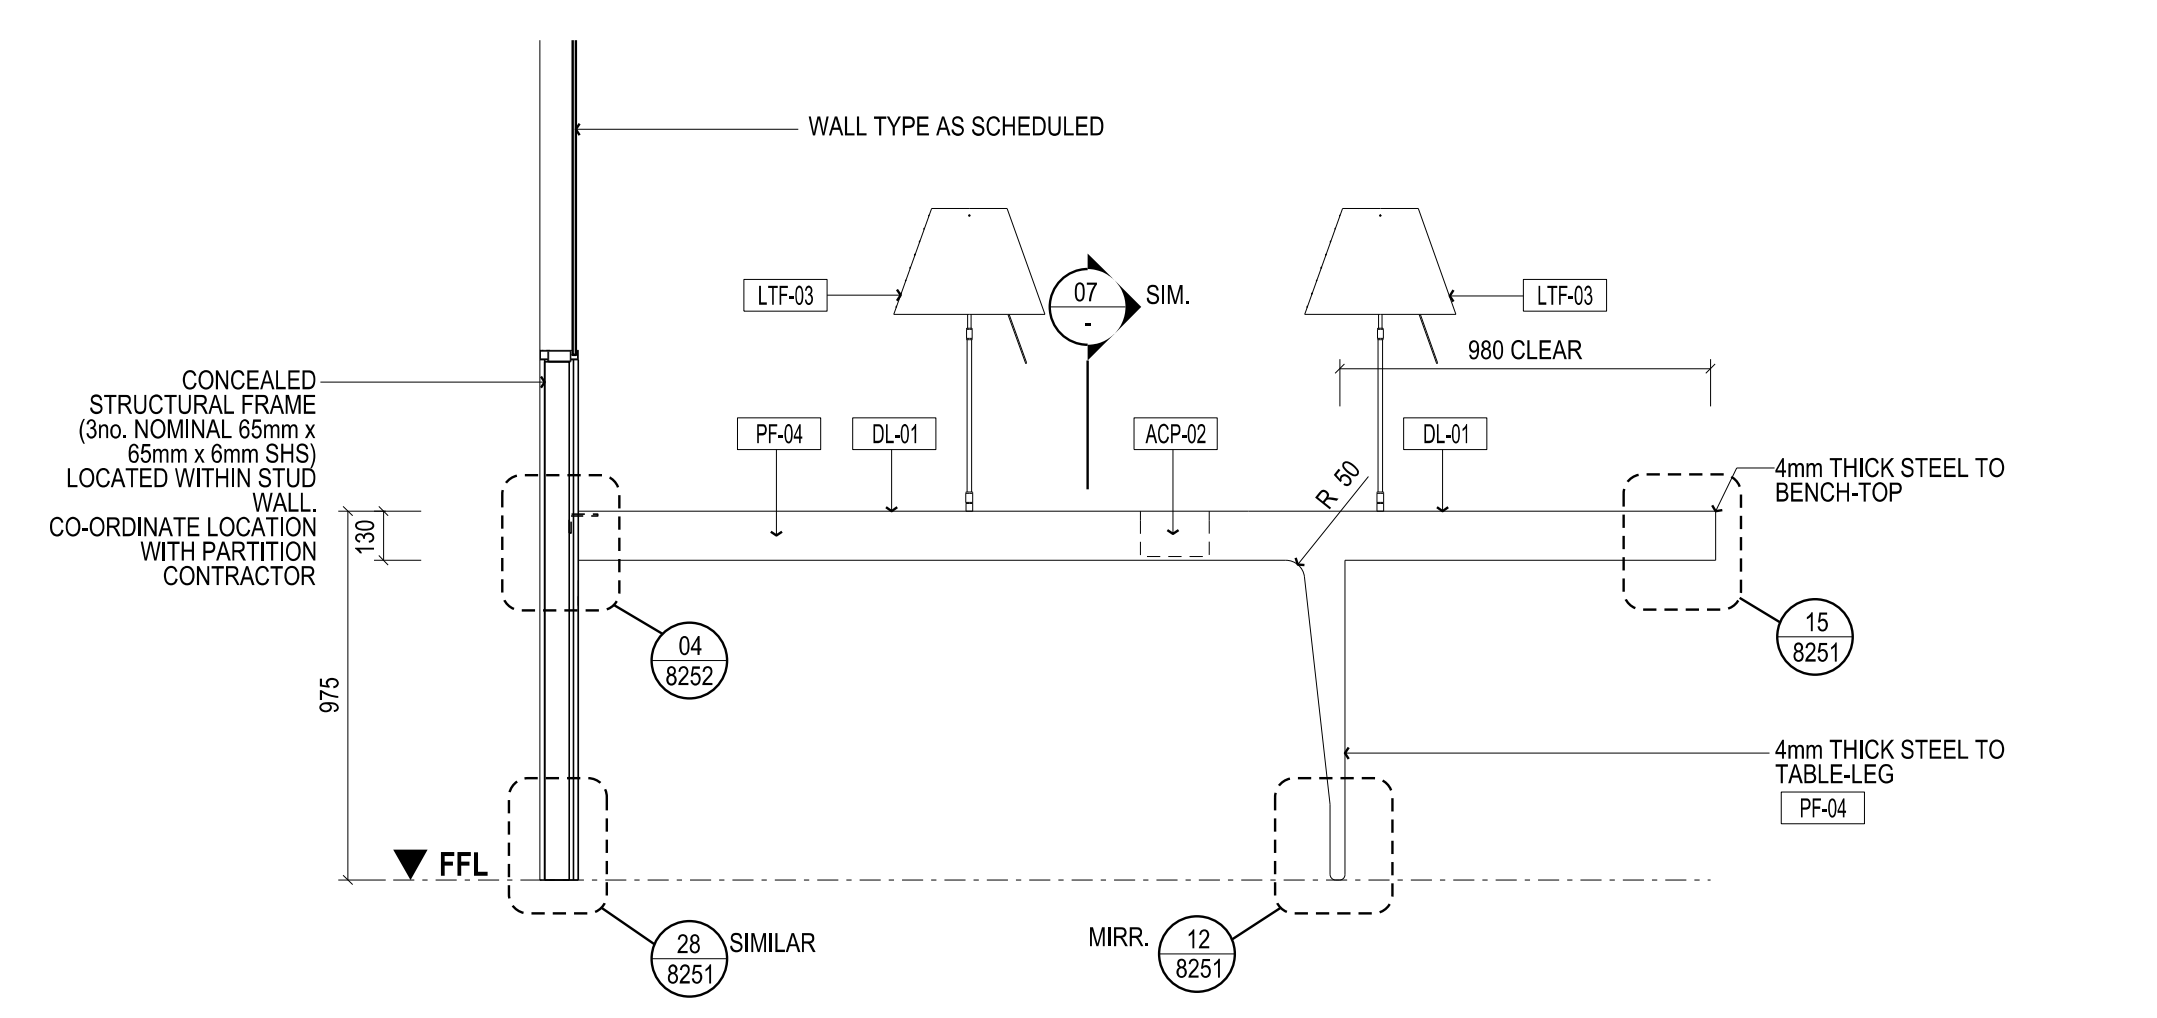 WALL TYPE AS SCHEDULED
LTF-03
07
-
SIM.
LTF-03
980 CLEAR
CONCEALED
STRUCTURAL FRAME
(3no. NOMINAL 65mm x
65mm x 6mm SHS)
LOCATED WITHIN STUD
WALL.
CO-ORDINATE LOCATION
WITH PARTITION
CONTRACTOR
PF-04
DL-01
ACP-02
DL-01
R 50
4mm THICK STEEL TO
BENCH-TOP
130
975
04
8252
15
8251
4mm THICK STEEL TO
TABLE-LEG
PF-04
FFL
28
8251
SIMILAR
MIRR.
12
8251